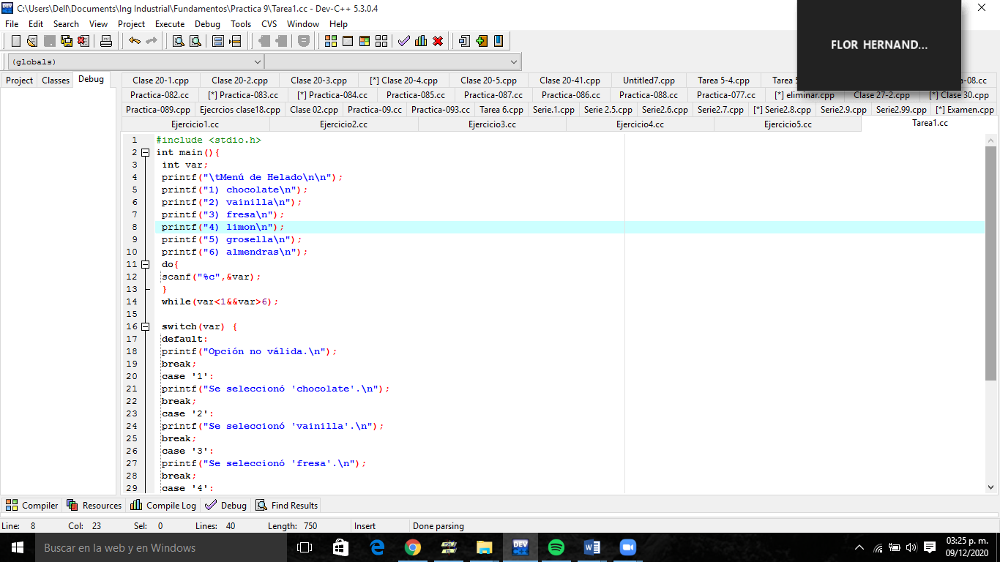 C:\Users\Dell\Documents\Ing Industrial\Fundamentos\Practica 9\Tarea1.cc - Dev-C++ 5.3.0.4
FLOR HERNAND...
File Edit Search View Project Execute Debug Tools CVS Window Help
(globals)
Project Classes Debug
Clase 20-1.cpp Clase 20-2.cpp Clase 20-3.cpp [*] Clase 20-4.cpp Clase 20-5.cpp Clase 20-41.cpp Untitled7.cpp Tarea 5-4.cpp Tarea 5 a-08.cc
Practica-082.cc [*] Practica-083.cc [*] Practica-084.cc Practica-085.cc Practica-087.cc Practica-086.cc Practica-088.cc Practica-077.cc [*] eliminar.cpp Clase 27-2.cpp [*] Clase 30.cpp
Practica-089.cpp Ejecrcios clase18.cpp Clase 02.cpp Practica-09.cc Practica-093.cc Tarea 6.cpp Serie.1.cpp Serie 2.5.cpp Serie2.6.cpp Serie2.7.cpp [*] Serie2.8.cpp Serie2.9.cpp Serie2.99.cpp [*] Examen.cpp
Ejercicio1.cc Ejercicio2.cc Ejercicio3.cc Ejercicio4.cc Ejercicio5.cc Tarea1.cc
1 #include <stdio.h>
2 int main(){
3 int var;
4 printf("\tMenú de Helado\n\n");
5 printf("1) chocolate\n");
6 printf("2) vainilla\n");
7 printf("3) fresa\n");
8 printf("4) limon\n");
9 printf("5) grosella\n");
10 printf("6) almendras\n");
11 do{
12 scanf("%c",&var);
13 }
14 while(var<1&&var>6);
15
16 switch(var) {
17 default:
18 printf("Opción no válida.\n");
19 break;
20 case '1':
21 printf("Se seleccionó 'chocolate'.\n");
22 break;
23 case '2':
24 printf("Se seleccionó 'vainilla'.\n");
25 break;
26 case '3':
27 printf("Se seleccionó 'fresa'.\n");
28 break;
29 case '4':
Compiler Resources Compile Log Debug Find Results
Line: 8 Col: 23 Sel: 0 Lines: 40 Length: 750 Insert Done parsing
Buscar en la web y en Windows
DEV
03:25 p. m.
09/12/2020